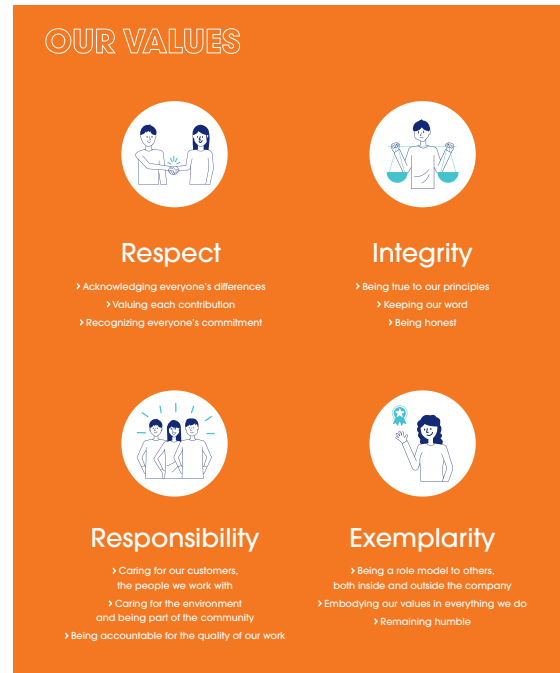 OUR VALUES
Respect
› Acknowledging everyone's differences
› Valuing each contribution
› Recognizing everyone's commitment
Integrity
› Being true to our principles
› Keeping our word
› Being honest
Responsibility
› Caring for our customers,
the people we work with
› Caring for the environment
and being part of the community
› Being accountable for the quality of our work
Exemplarity
› Being a role model to others,
both inside and outside the company
› Embodying our values in everything we do
› Remaining humble